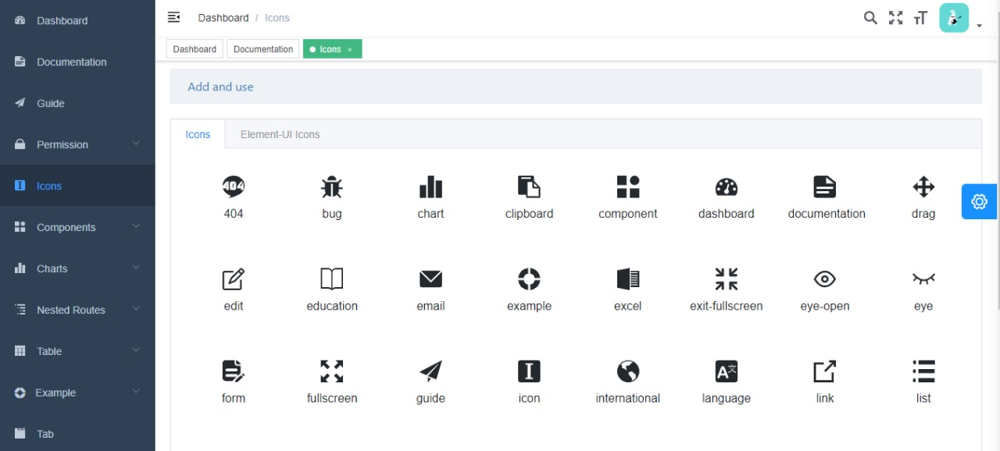 Dashboard
Documentation
Guide
Permission
Icons
Components
Charts
Nested Routes
Table
Example
Tab
Dashboard / Icons
Dashboard Documentation Icons ×
Add and use
Icons Element-UI Icons
404
404 bug chart clipboard component dashboard documentation drag
edit education email example excel exit-fullscreen eye-open eye
form fullscreen guide icon international language link list